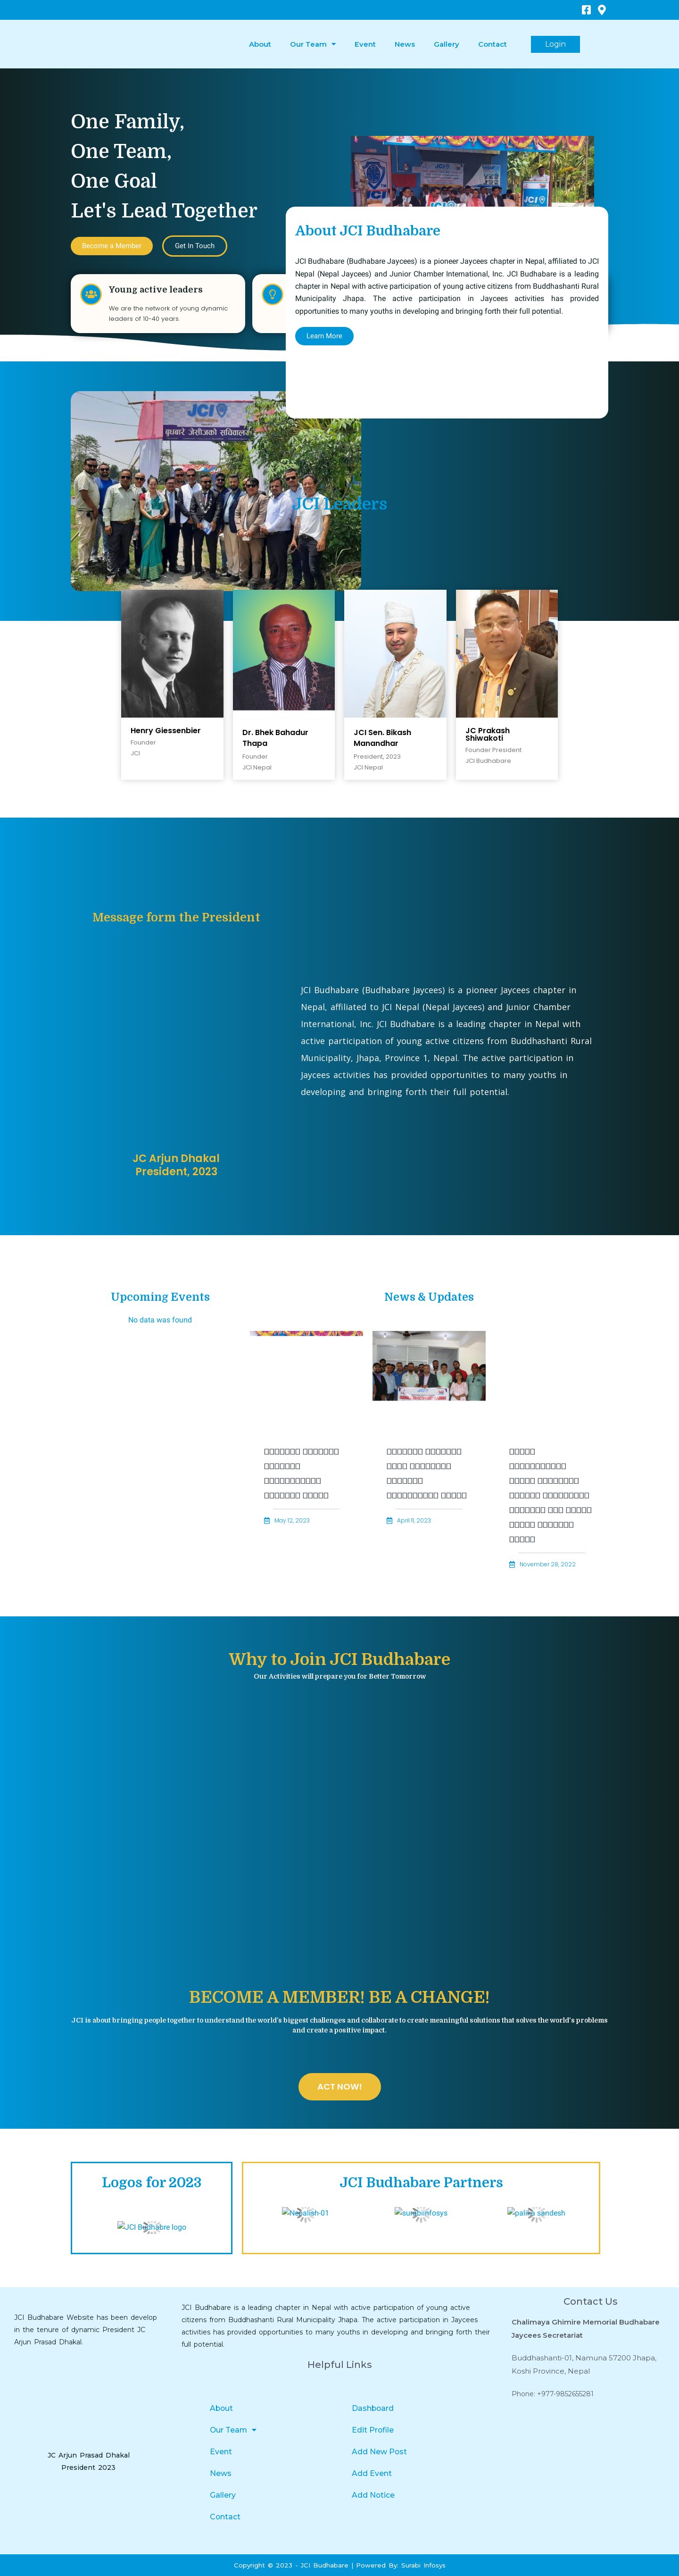 About
Our Team
Event
News
Gallery
Contact
Login
One Family,
One Team,
One Goal
Let's Lead Together
Become a Member
Get In Touch
Young active leaders
We are the network of young dynamic
leaders of 10-40 years.
About JCI Budhabare
JCI Budhabare (Budhabare Jaycees) is a pioneer Jaycees chapter in Nepal, affiliated to JCI
Nepal (Nepal Jaycees) and Junior Chamber International, Inc. JCI Budhabare is a leading
chapter in Nepal with active participation of young active citizens from Buddhashanti Rural
Municipality Jhapa. The active participation in Jaycees activities has provided
opportunities to many youths in developing and bringing forth their full potential.
Learn More
JCI
बुधबारे जेसीजको सचिवालय
JCI Leaders
Henry Giessenbier
Founder
JCI
Dr. Bhek Bahadur
Thapa
Founder
JCI Nepal
JCI Sen. Bikash
Manandhar
President, 2023
JCI Nepal
JC Prakash
Shiwakoti
Founder President
JCI Budhabare
Message form the President
JCI Budhabare (Budhabare Jaycees) is a pioneer Jaycees chapter in
Nepal, affiliated to JCI Nepal (Nepal Jaycees) and Junior Chamber
International, Inc. JCI Budhabare is a leading chapter in Nepal with
active participation of young active citizens from Buddhashanti Rural
Municipality, Jhapa, Province 1, Nepal. The active participation in
Jaycees activities has provided opportunities to many youths in
developing and bringing forth their full potential.
JC Arjun Dhakal
President, 2023
Upcoming Events
No data was found
News & Updates
May 12, 2023
April 11, 2023
November 28, 2022
Why to Join JCI Budhabare
Our Activities will prepare you for Better Tomorrow
BECOME A MEMBER! BE A CHANGE!
JCI is about bringing people together to understand the world's biggest challenges and collaborate to create meaningful solutions that solves the world's problems
and create a positive impact.
ACT NOW!
Logos for 2023
JCI Budhabre logo
JCI Budhabare Partners
Nepalish-01
surabiinfosys
palika sandesh
JCI Budhabare Website has been develop
in the tenure of dynamic President JC
Arjun Prasad Dhakal.
JC Arjun Prasad Dhakal
President 2023
JCI Budhabare is a leading chapter in Nepal with active participation of young active
citizens from Buddhashanti Rural Municipality Jhapa. The active participation in Jaycees
activities has provided opportunities to many youths in developing and bringing forth their
full potential.
Helpful Links
About
Our Team
Event
News
Gallery
Contact
Dashboard
Edit Profile
Add New Post
Add Event
Add Notice
Contact Us
Chalimaya Ghimire Memorial Budhabare
Jaycees Secretariat
Buddhashanti-01, Namuna 57200 Jhapa,
Koshi Province, Nepal
Phone: +977-9852655281
Copyright © 2023 - JCI Budhabare | Powered By: Surabi Infosys